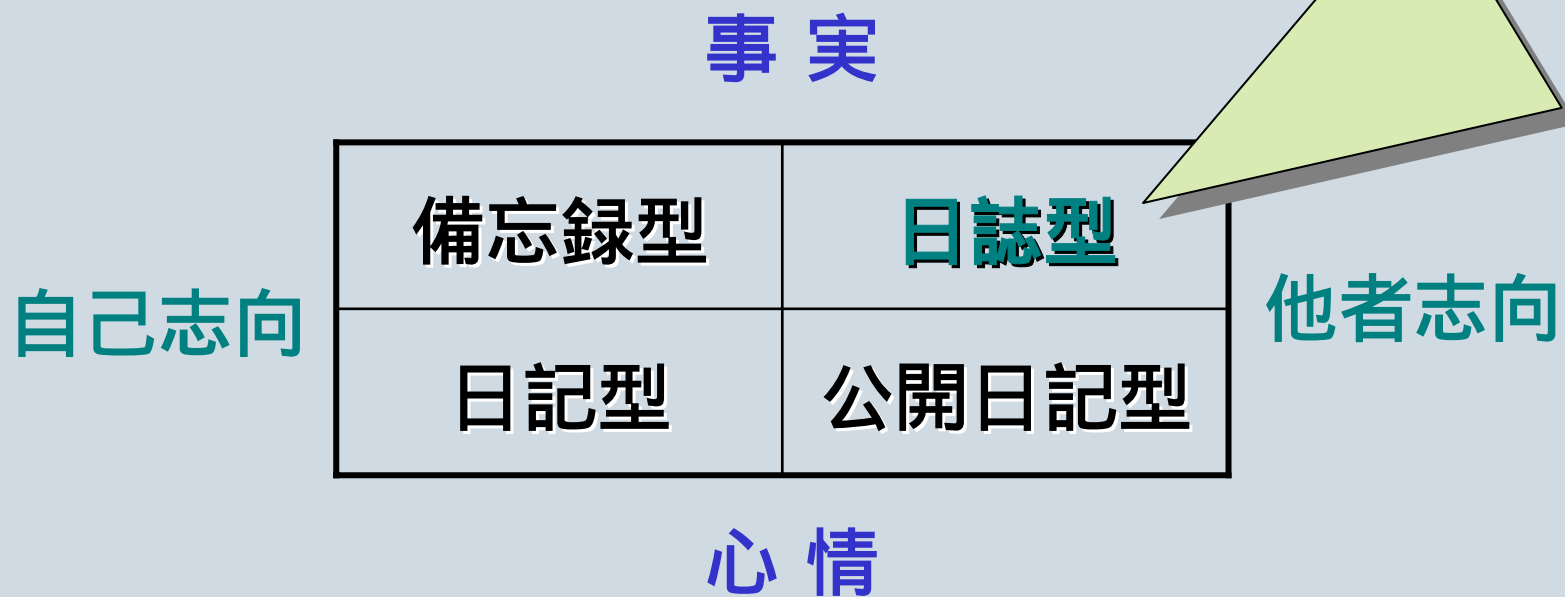 事 実
備忘録型 日誌型
自己志向 他者志向
日記型 公開日記型
心 情